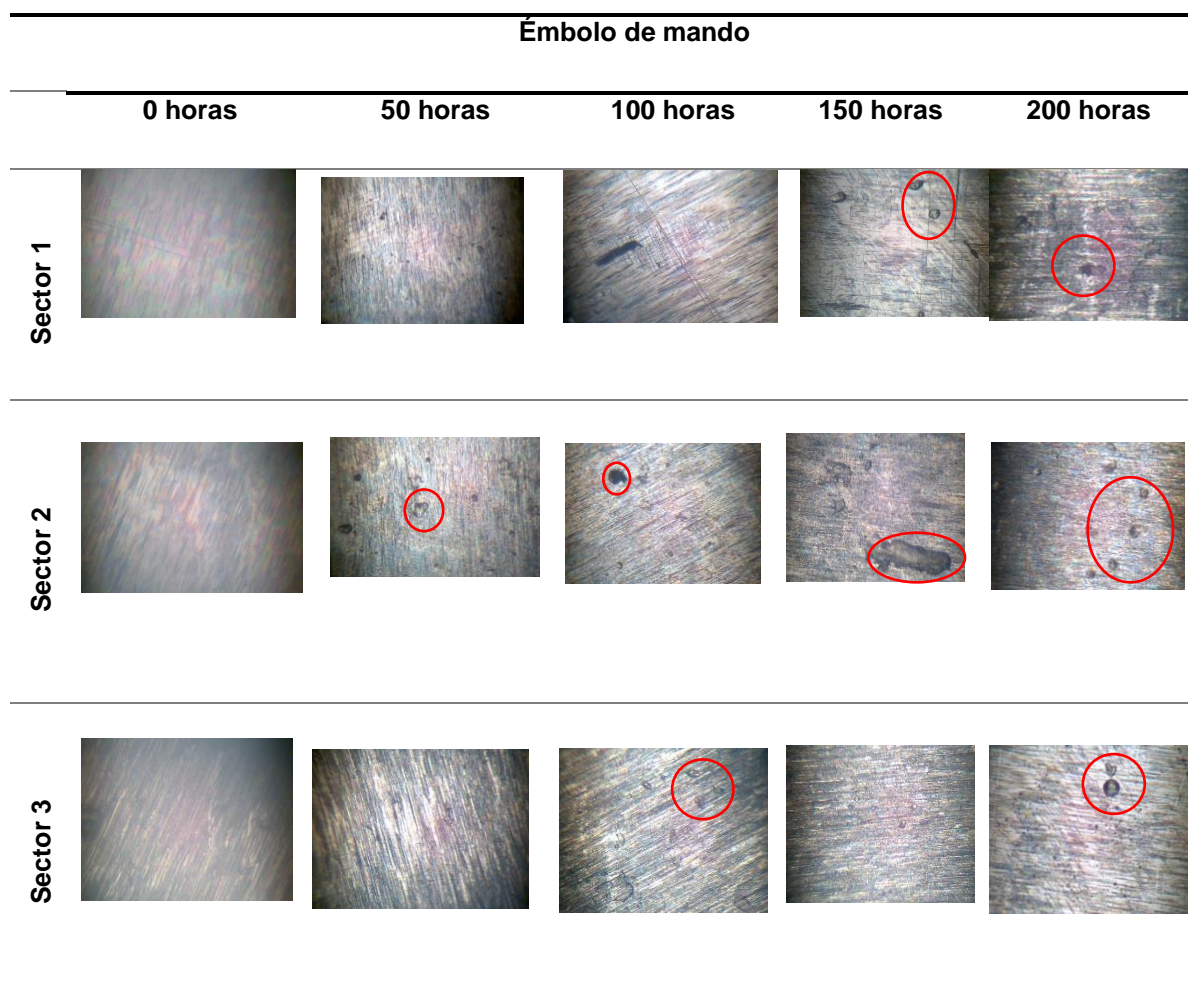 Émbolo de mando
0 horas 50 horas 100 horas 150 horas 200 horas
Sector 1
Sector 2
Sector 3